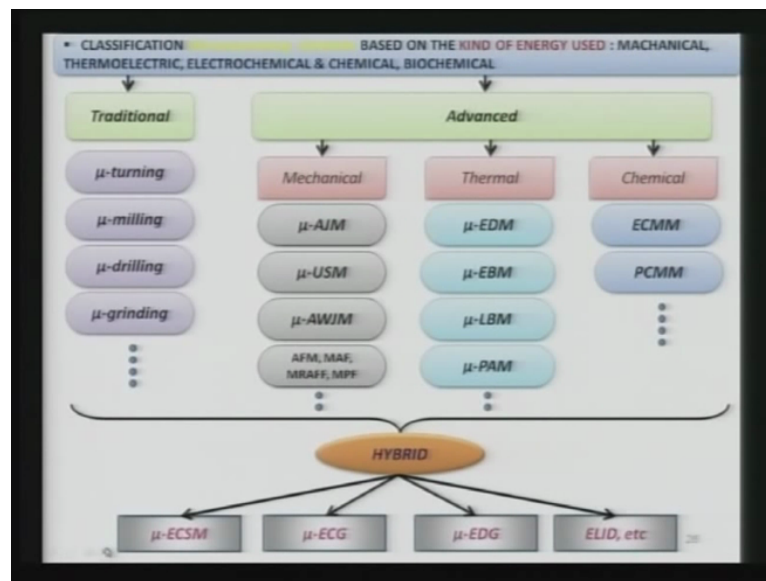 • CLASSIFICATION BASED ON THE KIND OF ENERGY USED : MACHANICAL,
THERMOELECTRIC, ELECTROCHEMICAL & CHEMICAL, BIOCHEMICAL
Traditional
Advanced
μ-turning
μ-milling
μ-drilling
μ-grinding
Mechanical
μ-AJM
μ-USM
μ-AWJM
AFM, MAF,
MRAFF, MPF
Thermal
μ-EDM
μ-EBM
μ-LBM
μ-PAM
Chemical
ECMM
PCMM
HYBRID
μ-ECSM
μ-ECG
μ-EDG
ELID, etc
28